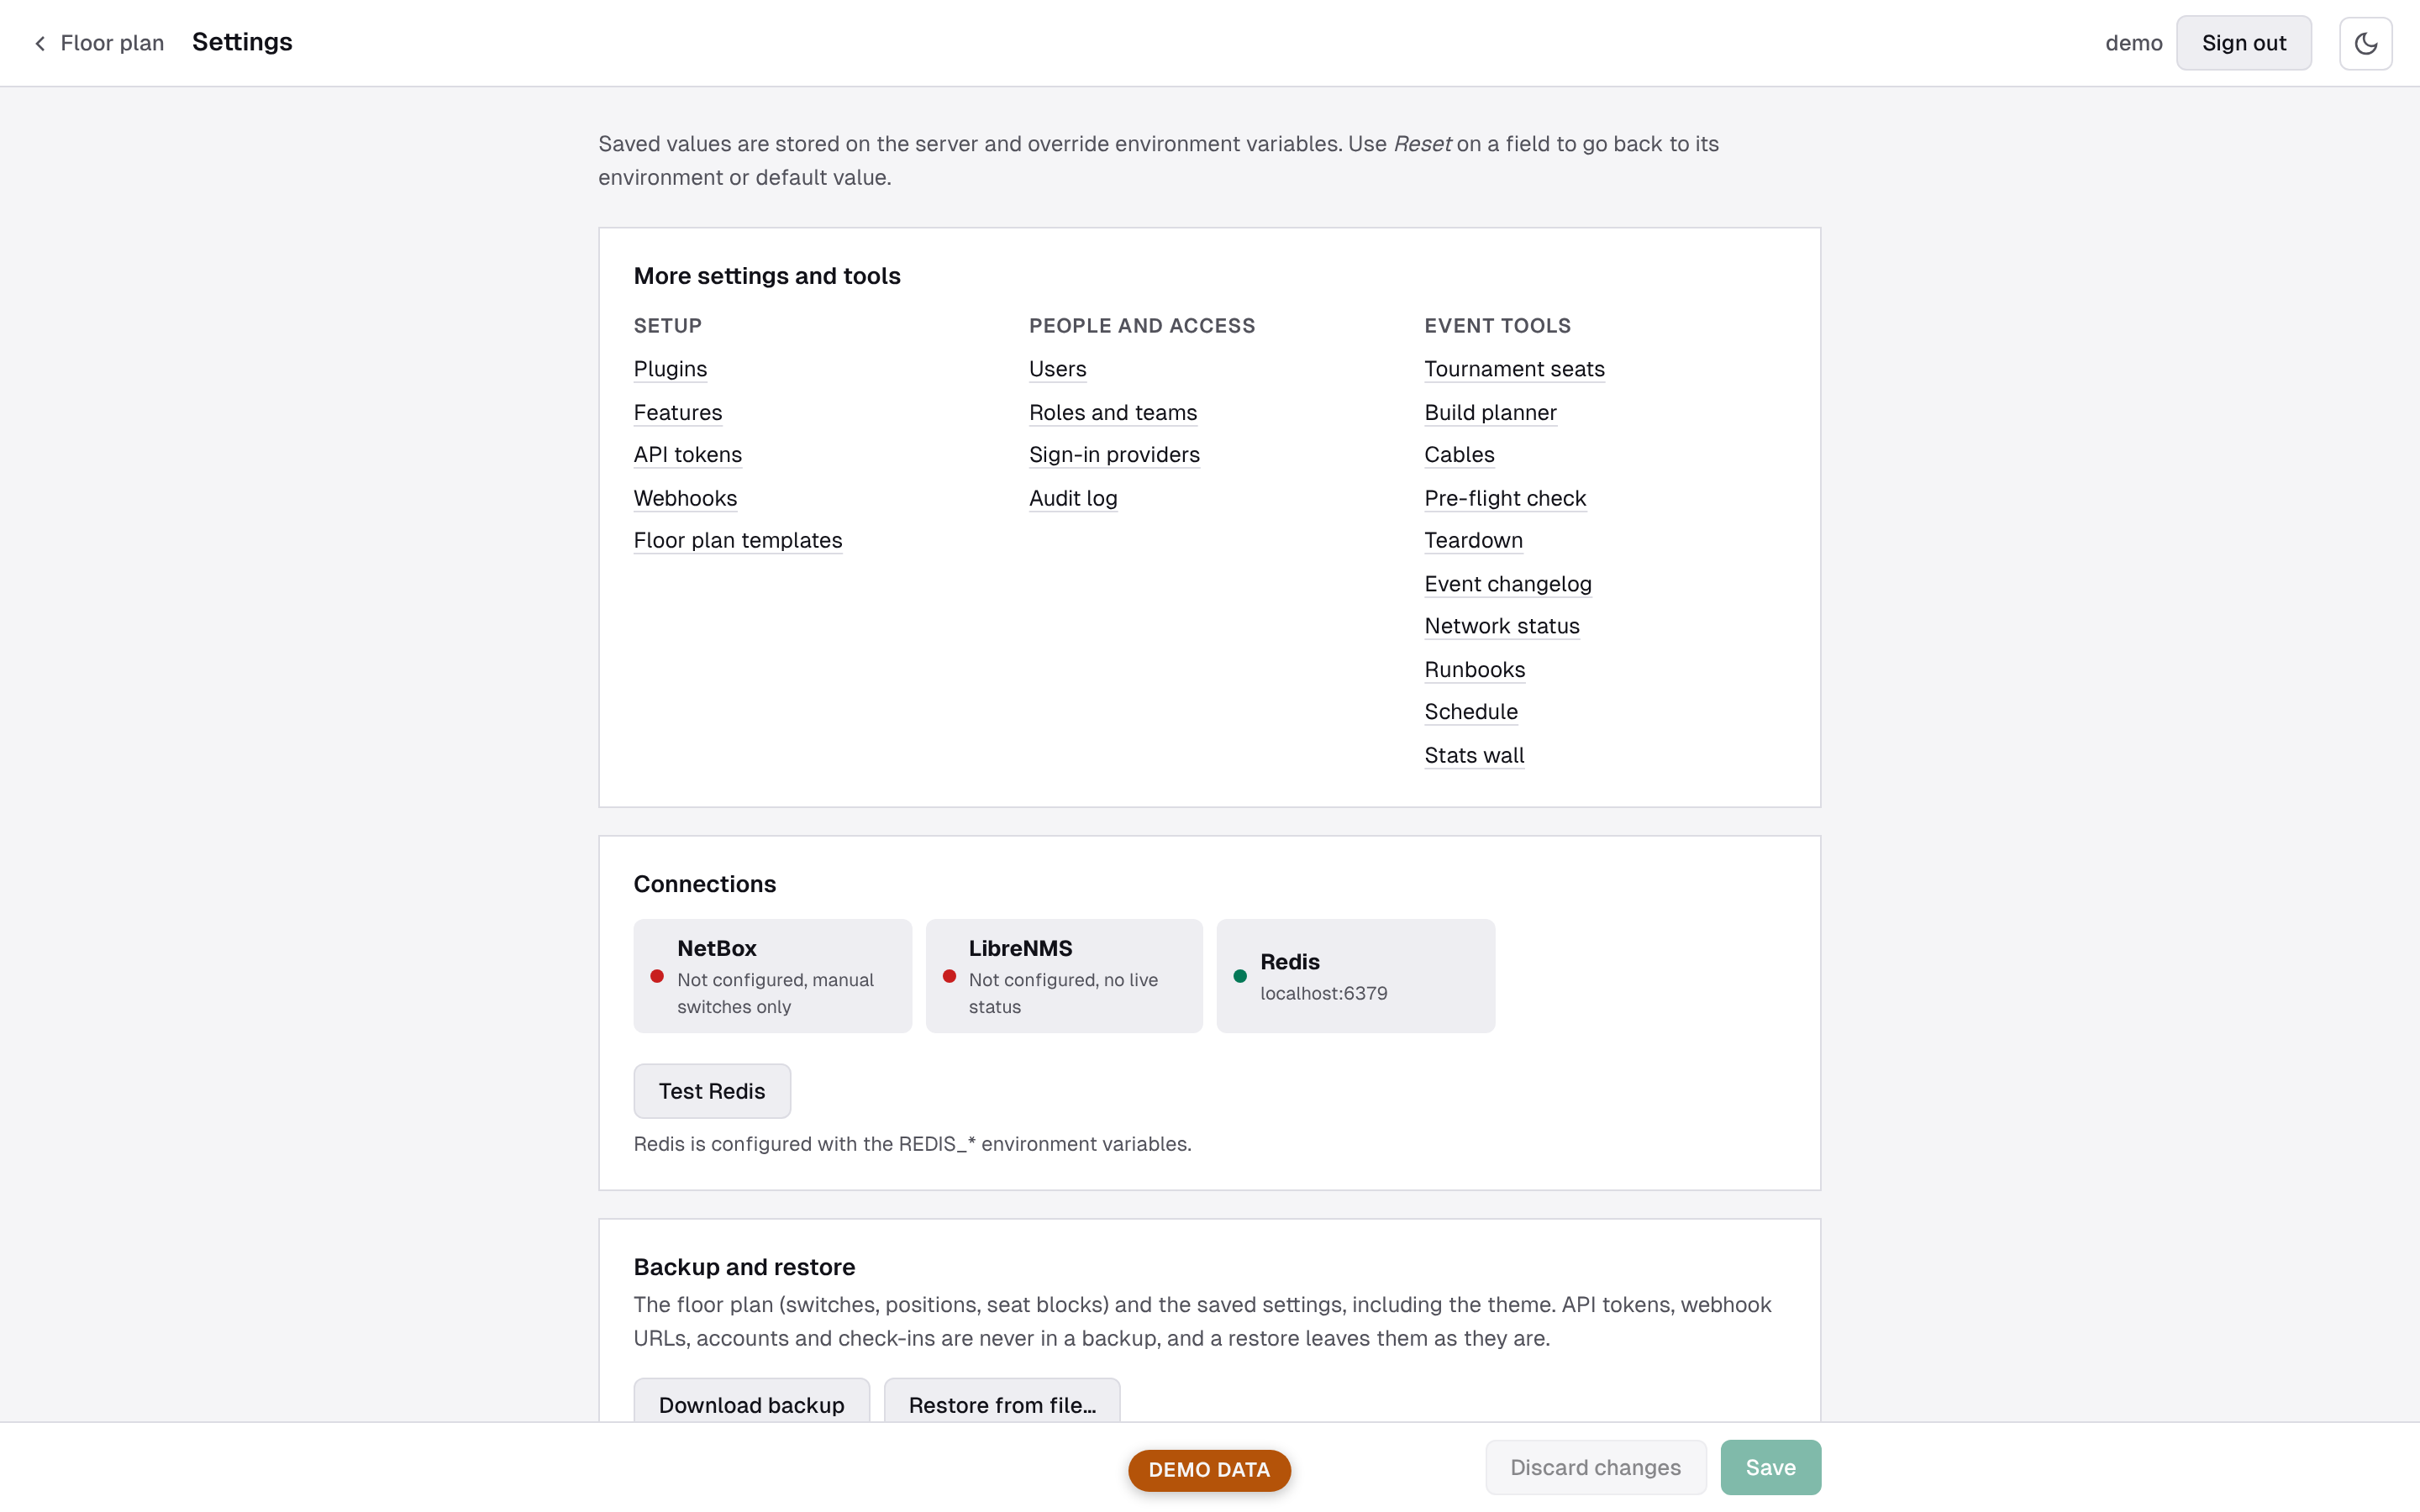 Floor plan
Settings
demo
Sign out
Saved values are stored on the server and override environment variables. Use Reset on a field to go back to its
environment or default value.
More settings and tools
SETUP
Plugins
Features
API tokens
Webhooks
Floor plan templates
PEOPLE AND ACCESS
Users
Roles and teams
Sign-in providers
Audit log
EVENT TOOLS
Tournament seats
Build planner
Cables
Pre-flight check
Teardown
Event changelog
Network status
Runbooks
Schedule
Stats wall
Connections
NetBox
Not configured, manual
switches only
LibreNMS
Not configured, no live
status
Redis
localhost:6379
Test Redis
Redis is configured with the REDIS_* environment variables.
Backup and restore
The floor plan (switches, positions, seat blocks) and the saved settings, including the theme. API tokens, webhook
URLs, accounts and check-ins are never in a backup, and a restore leaves them as they are.
Download backup
Restore from file…
DEMO DATA
Discard changes
Save